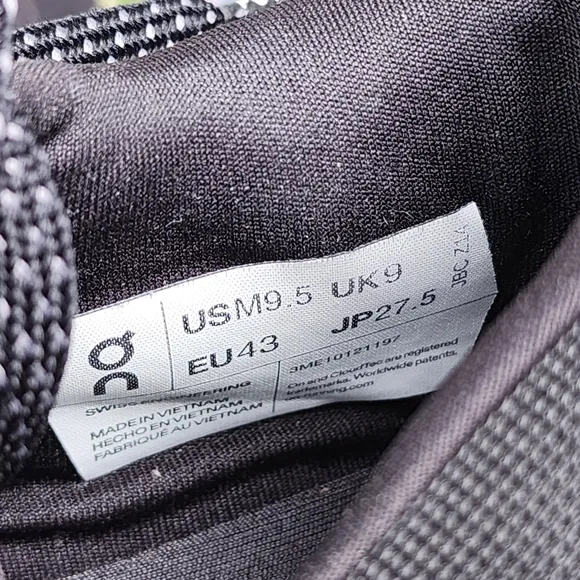 USM9.5 UK9
EU43 JP27.5
JBC Z14
SWISS ENGINEERING
MADE IN VIETNAM
HECHO EN VIETNAM
FABRIQUÉ AU VIETNAM
3ME10121197
On and CloudTec are registered
trademarks. Worldwide patents.
on-running.com